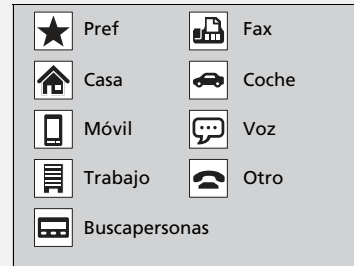 Pref Fax
Casa Coche
Móvil Voz
Trabajo Otro
Buscapersonas